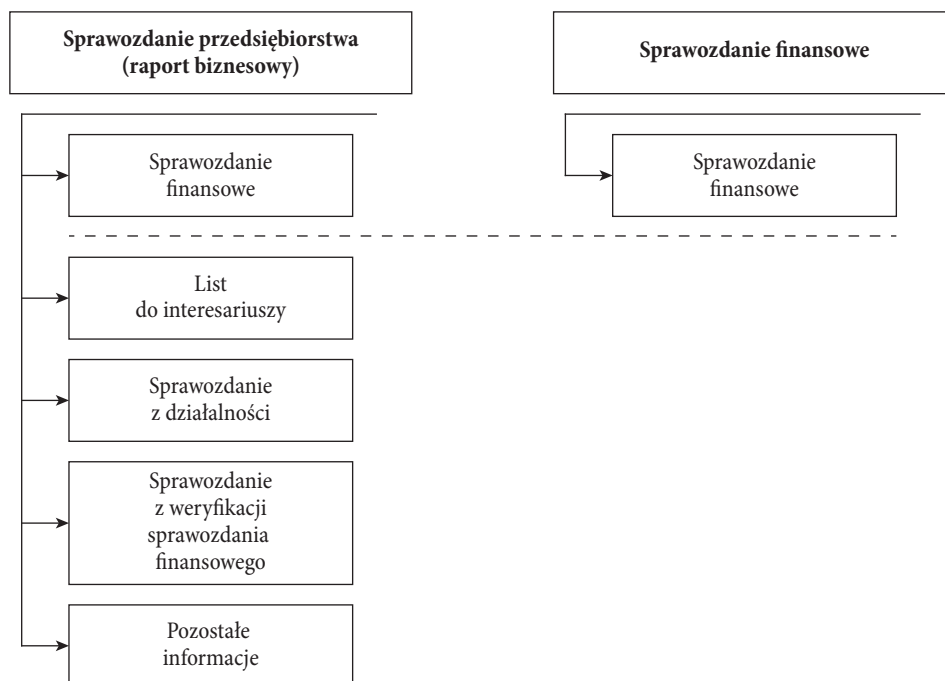 Sprawozdanie przedsiębiorstwa
(raport biznesowy)
Sprawozdanie finansowe
Sprawozdanie
finansowe
Sprawozdanie
finansowe
List
do interesariuszy
Sprawozdanie
z działalności
Sprawozdanie
z weryfikacji
sprawozdania
finansowego
Pozostałe
informacje